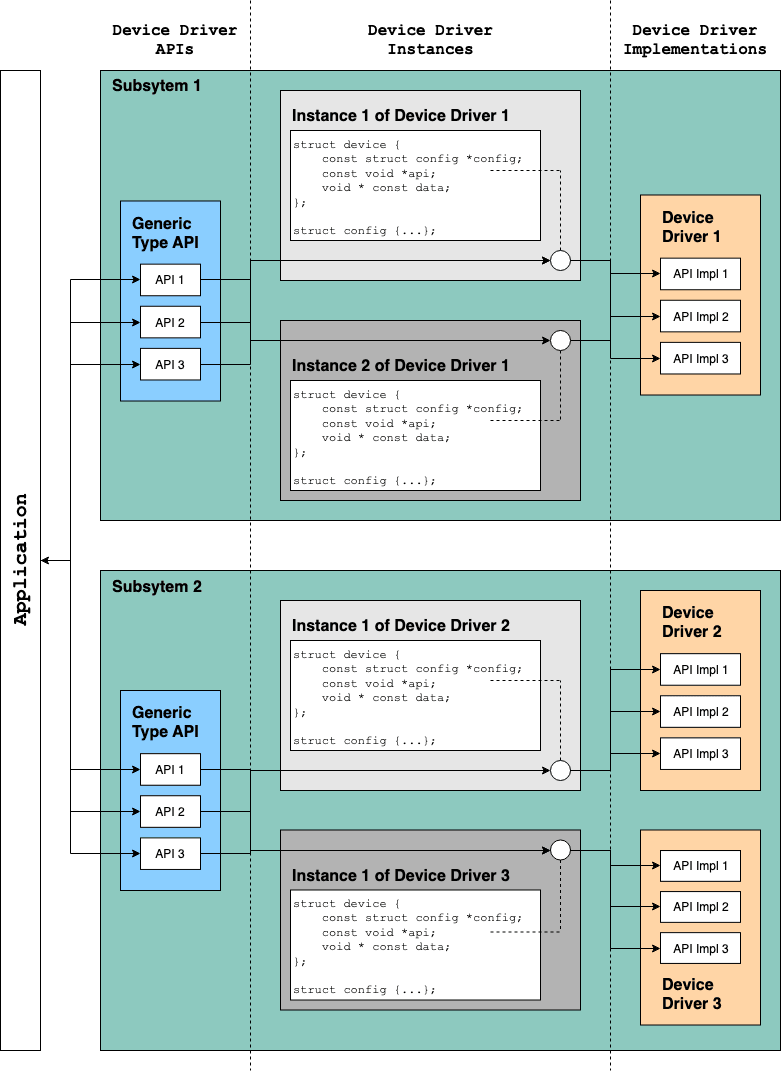 Device Driver
APIs
Device Driver
Instances
Device Driver
Implementations
Application
Subsytem 1
Generic
Type API
API 1
API 2
API 3
Instance 1 of Device Driver 1
struct device {
    const struct config *config;
    const void *api;
    void * const data;
};
struct config {...};
Instance 2 of Device Driver 1
struct device {
    const struct config *config;
    const void *api;
    void * const data;
};
struct config {...};
Device
Driver 1
API Impl 1
API Impl 2
API Impl 3
Subsytem 2
Generic
Type API
API 1
API 2
API 3
Instance 1 of Device Driver 2
struct device {
    const struct config *config;
    const void *api;
    void * const data;
};
struct config {...};
Instance 1 of Device Driver 3
struct device {
    const struct config *config;
    const void *api;
    void * const data;
};
struct config {...};
Device
Driver 2
API Impl 1
API Impl 2
API Impl 3
API Impl 1
API Impl 2
API Impl 3
Device
Driver 3